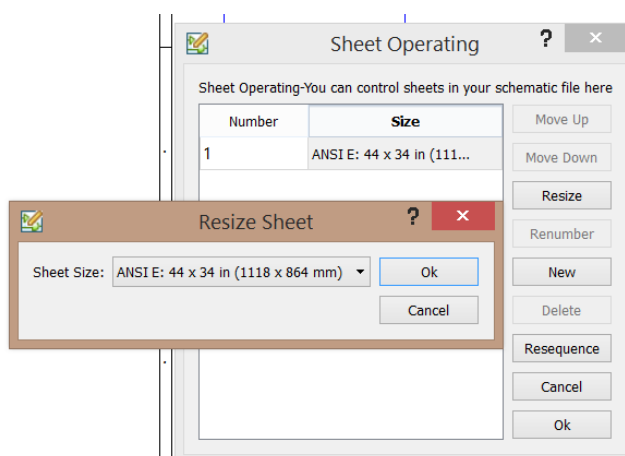 Sheet Operating ? ×
Sheet Operating-You can control sheets in your schematic file here
Number Size
1 ANSI E: 44 x 34 in (111...
Move Up
Move Down
Resize
Renumber
New
Delete
Resequence
Cancel
Ok
Resize Sheet ? ×
Sheet Size: ANSI E: 44 x 34 in (1118 x 864 mm) Ok
Cancel